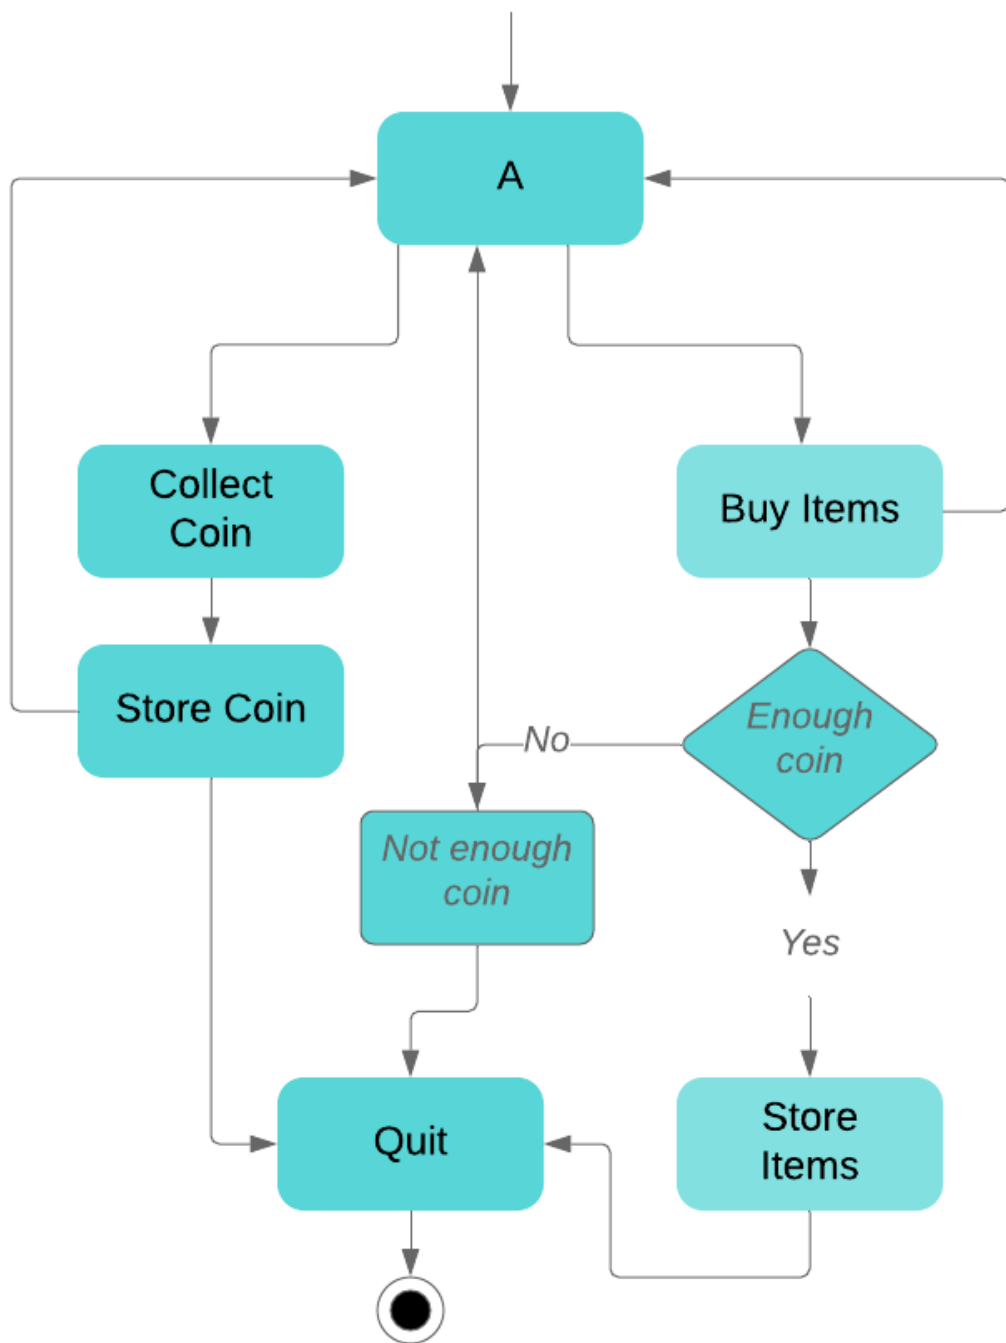 A
Collect
Coin
Buy Items
Store Coin
Enough
coin
No
Not enough
coin
Yes
Store
Items
Quit